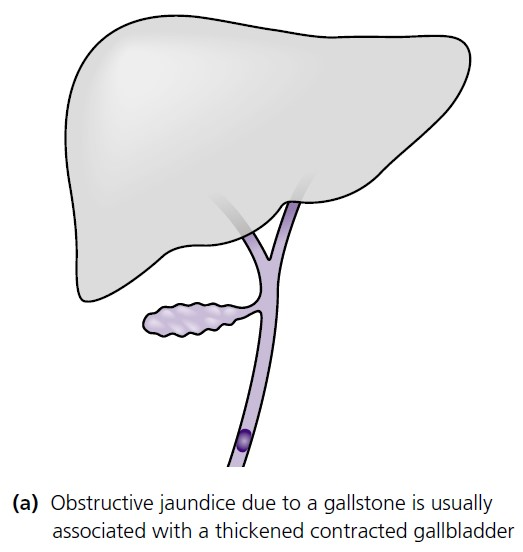 (a) Obstructive jaundice due to a gallstone is usually
associated with a thickened contracted gallbladder